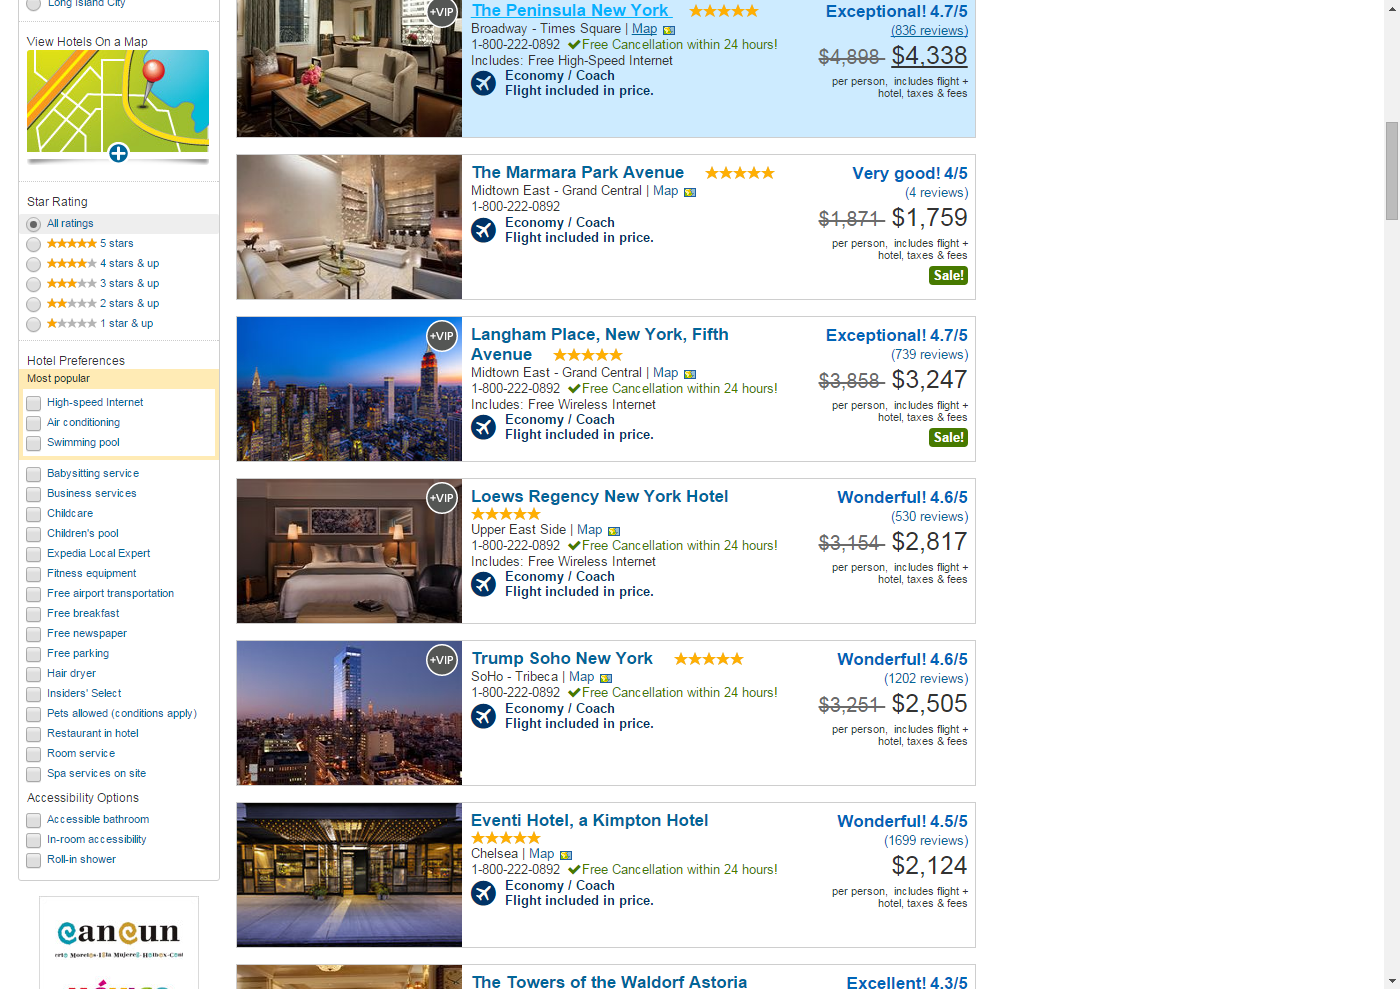 Long Island City
View Hotels On a Map
Star Rating
All ratings
5 stars
4 stars & up
3 stars & up
2 stars & up
1 star & up
Hotel Preferences
Most popular
High-speed Internet
Air conditioning
Swimming pool
Babysitting service
Business services
Childcare
Children's pool
Expedia Local Expert
Fitness equipment
Free airport transportation
Free breakfast
Free newspaper
Free parking
Hair dryer
Insiders' Select
Pets allowed (conditions apply)
Restaurant in hotel
Room service
Spa services on site
Accessibility Options
Accessible bathroom
In-room accessibility
Roll-in shower
cancun
+VIP
The Peninsula New York
Broadway - Times Square | Map
1-800-222-0892 Free Cancellation within 24 hours!
Includes: Free High-Speed Internet
Economy / Coach
Flight included in price.
Exceptional! 4.7/5
(836 reviews)
$4,898 $4,338
per person, includes flight +
hotel, taxes & fees
The Marmara Park Avenue
Midtown East - Grand Central | Map
1-800-222-0892
Economy / Coach
Flight included in price.
Very good! 4/5
(4 reviews)
$1,871 $1,759
per person, includes flight +
hotel, taxes & fees
Sale!
+VIP
Langham Place, New York, Fifth
Avenue
Midtown East - Grand Central | Map
1-800-222-0892 Free Cancellation within 24 hours!
Includes: Free Wireless Internet
Economy / Coach
Flight included in price.
Exceptional! 4.7/5
(739 reviews)
$3,858 $3,247
per person, includes flight +
hotel, taxes & fees
Sale!
+VIP
Loews Regency New York Hotel
Upper East Side | Map
1-800-222-0892 Free Cancellation within 24 hours!
Includes: Free Wireless Internet
Economy / Coach
Flight included in price.
Wonderful! 4.6/5
(530 reviews)
$3,154 $2,817
per person, includes flight +
hotel, taxes & fees
+VIP
Trump Soho New York
SoHo - Tribeca | Map
1-800-222-0892 Free Cancellation within 24 hours!
Economy / Coach
Flight included in price.
Wonderful! 4.6/5
(1202 reviews)
$3,251 $2,505
per person, includes flight +
hotel, taxes & fees
Eventi Hotel, a Kimpton Hotel
Chelsea | Map
1-800-222-0892 Free Cancellation within 24 hours!
Economy / Coach
Flight included in price.
Wonderful! 4.5/5
(1699 reviews)
$2,124
per person, includes flight +
hotel, taxes & fees
The Towers of the Waldorf Astoria
Excellent! 4.3/5